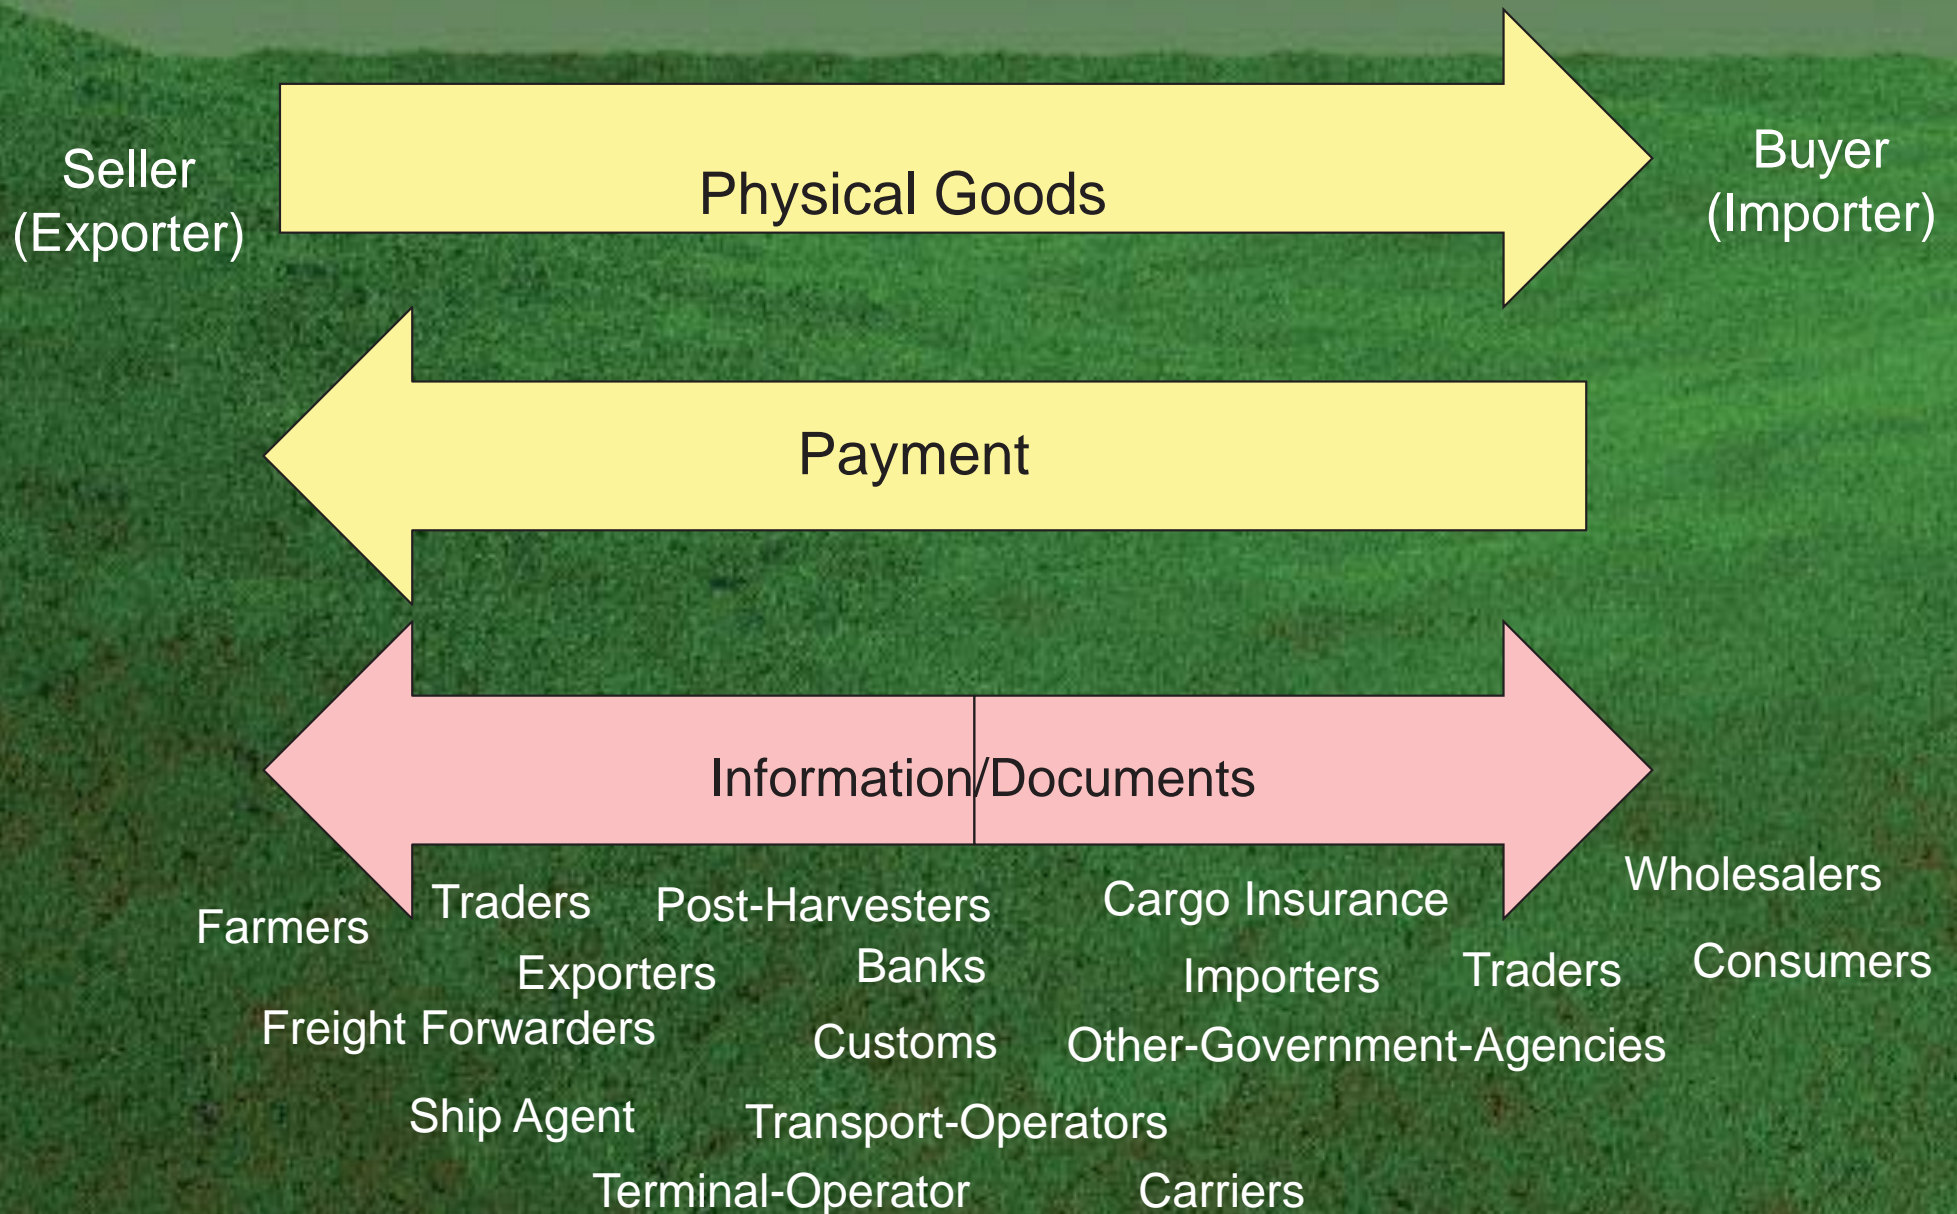 Seller
(Exporter)
Physical Goods
Buyer
(Importer)
Payment
Information/Documents
Farmers
Traders
Post-Harvesters
Cargo Insurance
Wholesalers
Exporters
Banks
Importers
Traders
Consumers
Freight Forwarders
Customs
Other-Government-Agencies
Ship Agent
Transport-Operators
Terminal-Operator
Carriers